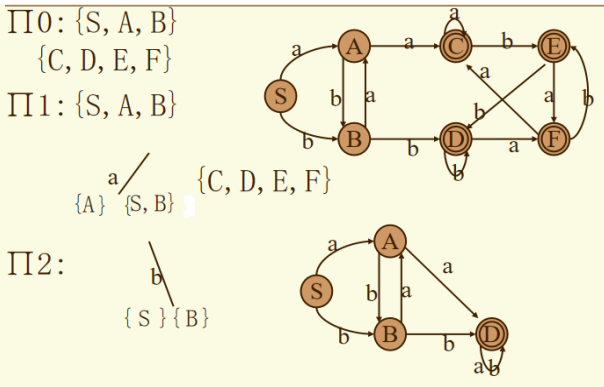 Π0: {S, A, B}
{C, D, E, F}
Π1: {S, A, B}
a
{A} {S, B}
{C, D, E, F}
Π2:
b
{ S } {B}
a
A a C b E
S
b a a b a b
b B b D a F
b
a A
a
S b a
b B b D
a b